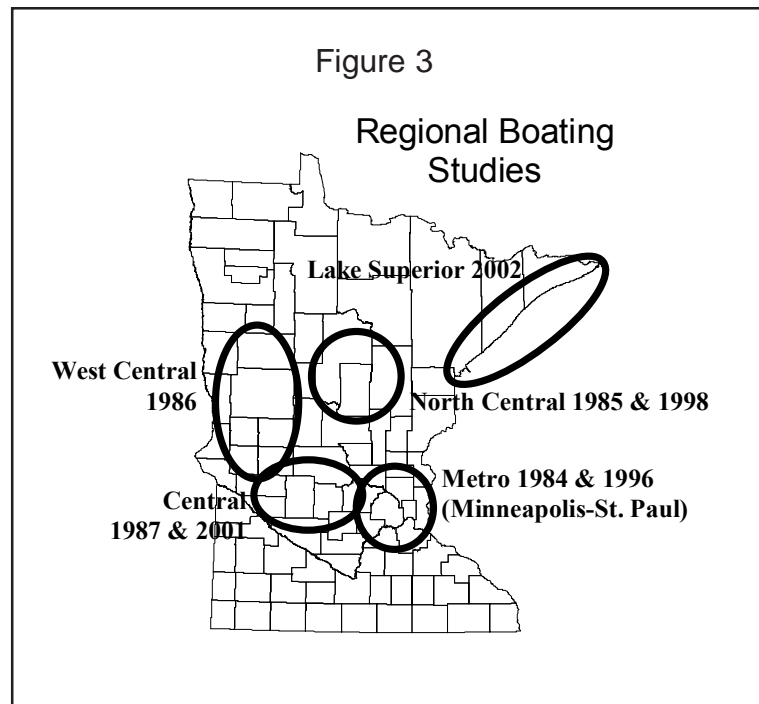 Figure 3
Regional Boating
Studies
Lake Superior 2002
West Central
1986
North Central 1985 & 1998
Metro 1984 & 1996
(Minneapolis-St. Paul)
Central
1987 & 2001